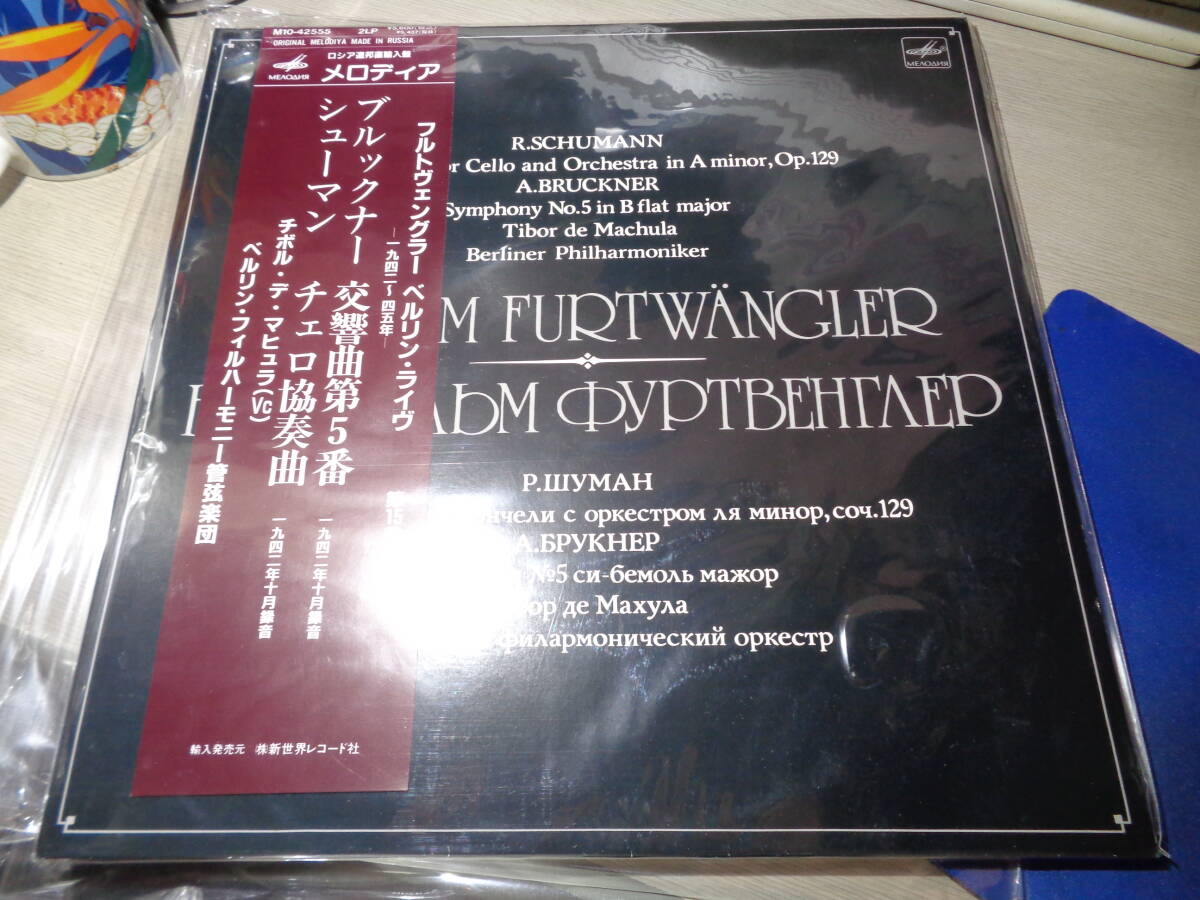 M10-42555 2LP
ORIGINAL MELODIYA MADE IN RUSSIA
ロシア連邦直輸入盤
МЕЛОДИЯ メロディア
フルトヴェングラー ベルリン・ライヴ
―一九四二〜四五年―
第15
ブルックナー 交響曲第5番
一九四二年十月録音
シューマン チェロ協奏曲
一九四二年十月録音
チボル・デ・マヒュラ(Vc)
ベルリン・フィルハーモニー管弦楽団
輸入発売元 ㈱新世界レコード社
МЕЛОДИЯ
R.SCHUMANN
or Cello and Orchestra in A minor,Op.129
A.BRUCKNER
Symphony No.5 in B flat major
Tibor de Machula
Berliner Philharmoniker
M FURTWÄNGLER
ЛЬМ ФУРТВЕНГЛЕР
Р.ШУМАН
нчели с оркестром ля минор,соч.129
А.БРУКНЕР
№5 си-бемоль мажор
ор де Махула
филармонический оркестр